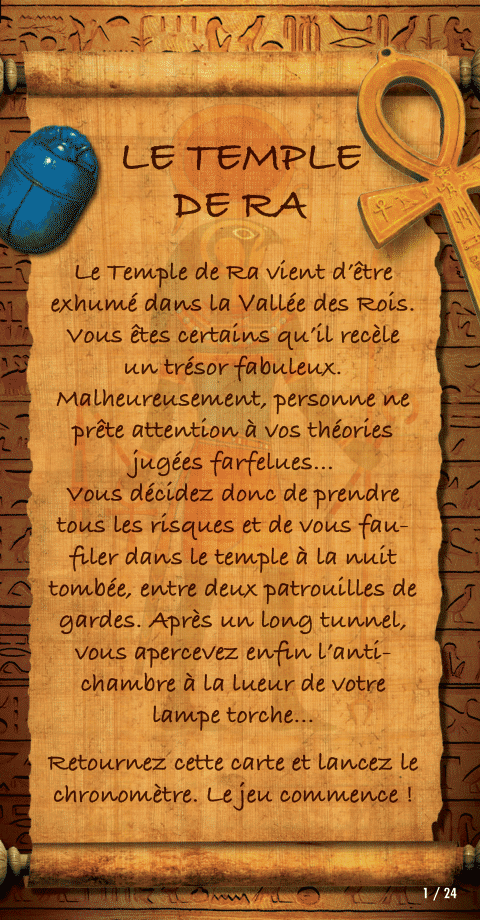 LE TEMPLE
DE RA
Le Temple de Ra vient d'être
exhumé dans la Vallée des Rois.
Vous êtes certains qu'il recèle
un trésor fabuleux.
Malheureusement, personne ne
prête attention à vos théories
jugées farfelues...
Vous décidez donc de prendre
tous les risques et de vous fau-
filer dans le temple à la nuit
tombée, entre deux patrouilles de
gardes. Après un long tunnel,
vous apercevez enfin l'anti-
chambre à la lueur de votre
lampe torche...
Retournez cette carte et lancez le
chronomètre. Le jeu commence !
1 / 24